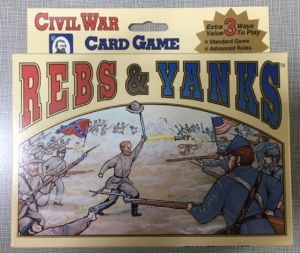 CIVIL WAR
CARD GAME
Extra 3 Ways
Value To Play
Standard Game
Advanced Rules
REBS & YANKS